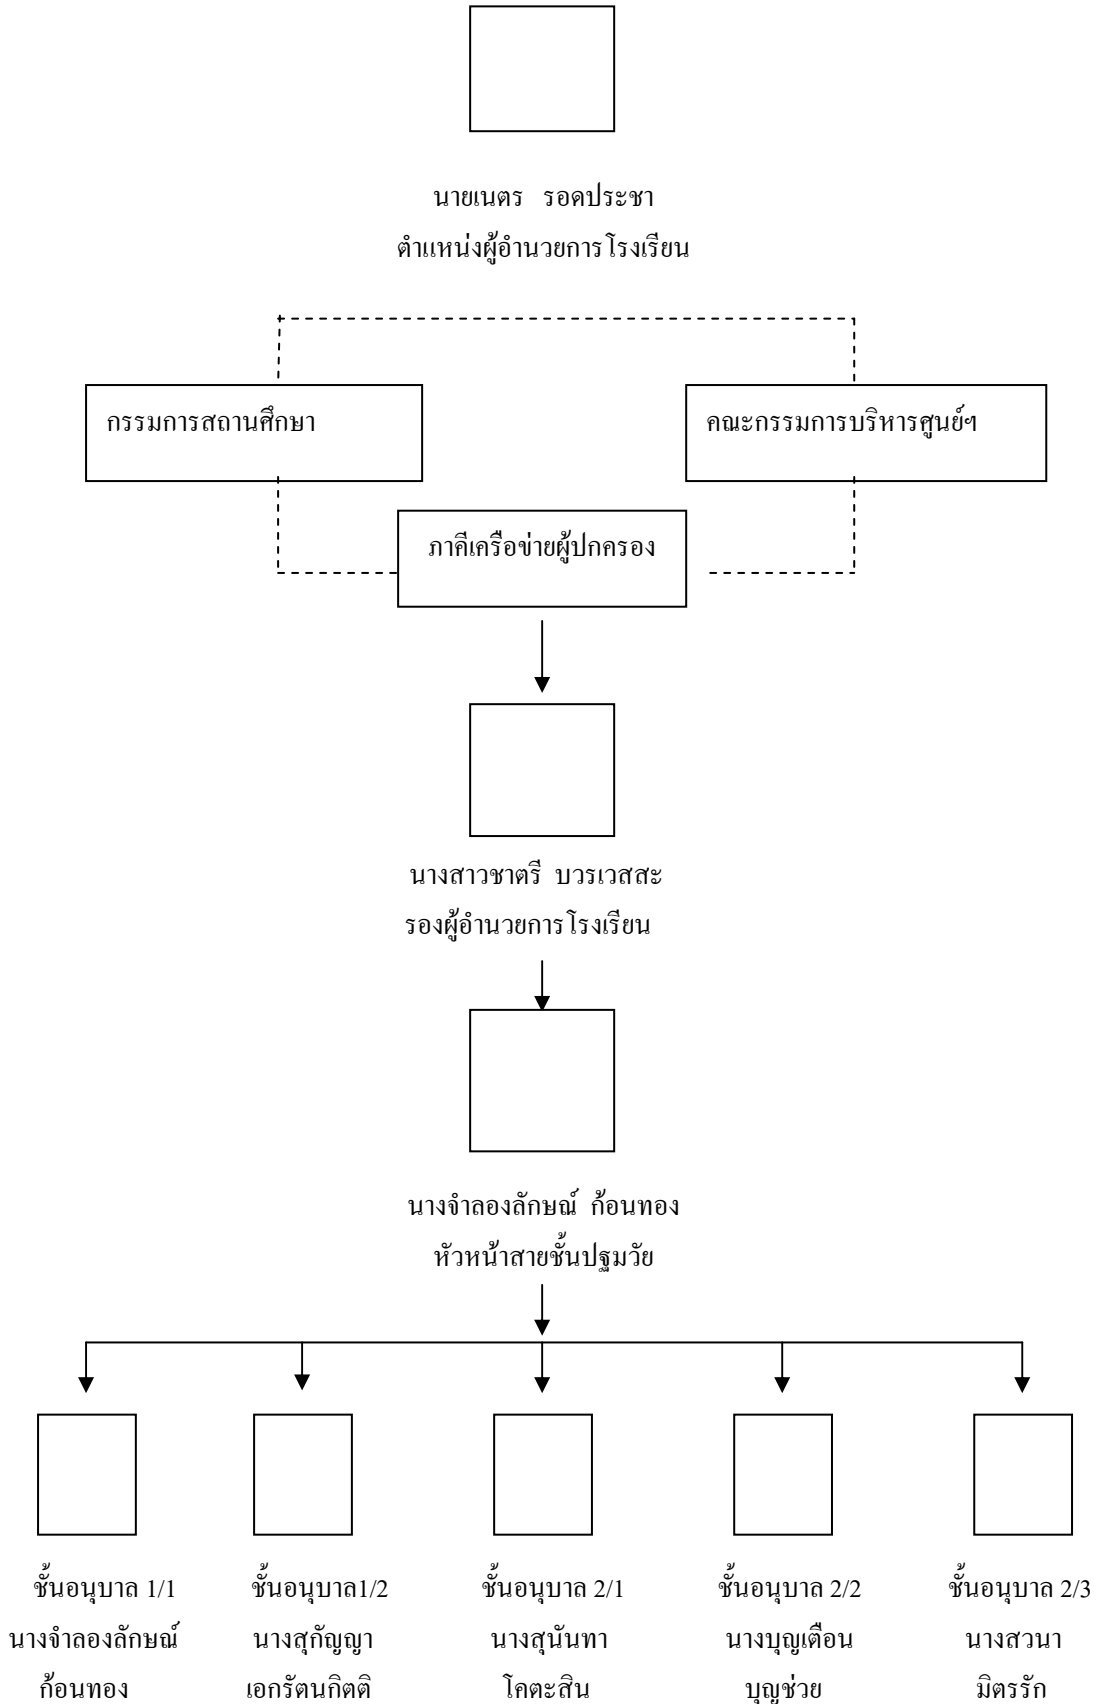 นายเนตร รอดประชา
ตำแหน่งผู้อำนวยการโรงเรียน
กรรมการสถานศึกษา
คณะกรรมการบริหารศูนย์ฯ
ภาคีเครือข่ายผู้ปกครอง
นางสาวชาตรี บวรเวสสะ
รองผู้อำนวยการโรงเรียน
นางจำลองลักษณ์ ก้อนทอง
หัวหน้าสายชั้นปฐมวัย
ชั้นอนุบาล 1/1
นางจำลองลักษณ์
ก้อนทอง
ชั้นอนุบาล1/2
นางสุกัญญา
เอกรัตนกิตติ
ชั้นอนุบาล 2/1
นางสุนันทา
โคตะสิน
ชั้นอนุบาล 2/2
นางบุญเตือน
บุญช่วย
ชั้นอนุบาล 2/3
นางสวนา
มิตรรัก